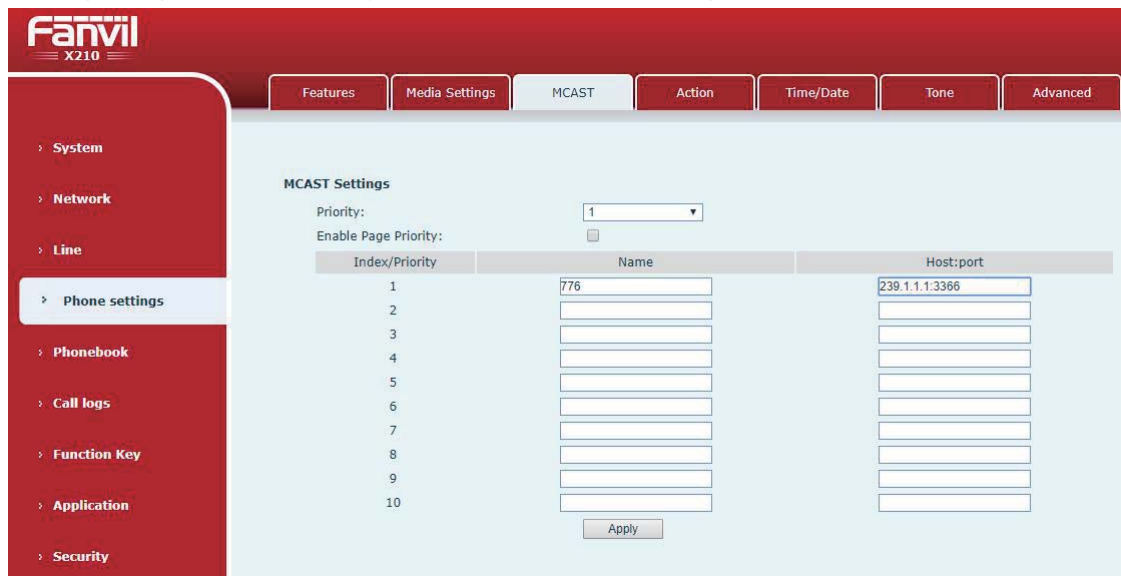 Fanvil
X210
Features Media Settings MCAST Action Time/Date Tone Advanced
› System
› Network
› Line
› Phone settings
› Phonebook
› Call logs
› Function Key
› Application
› Security
MCAST Settings
Priority: 1
Enable Page Priority:
Index/Priority Name Host:port
1 776 239.1.1.1:3366
2
3
4
5
6
7
8
9
10
Apply